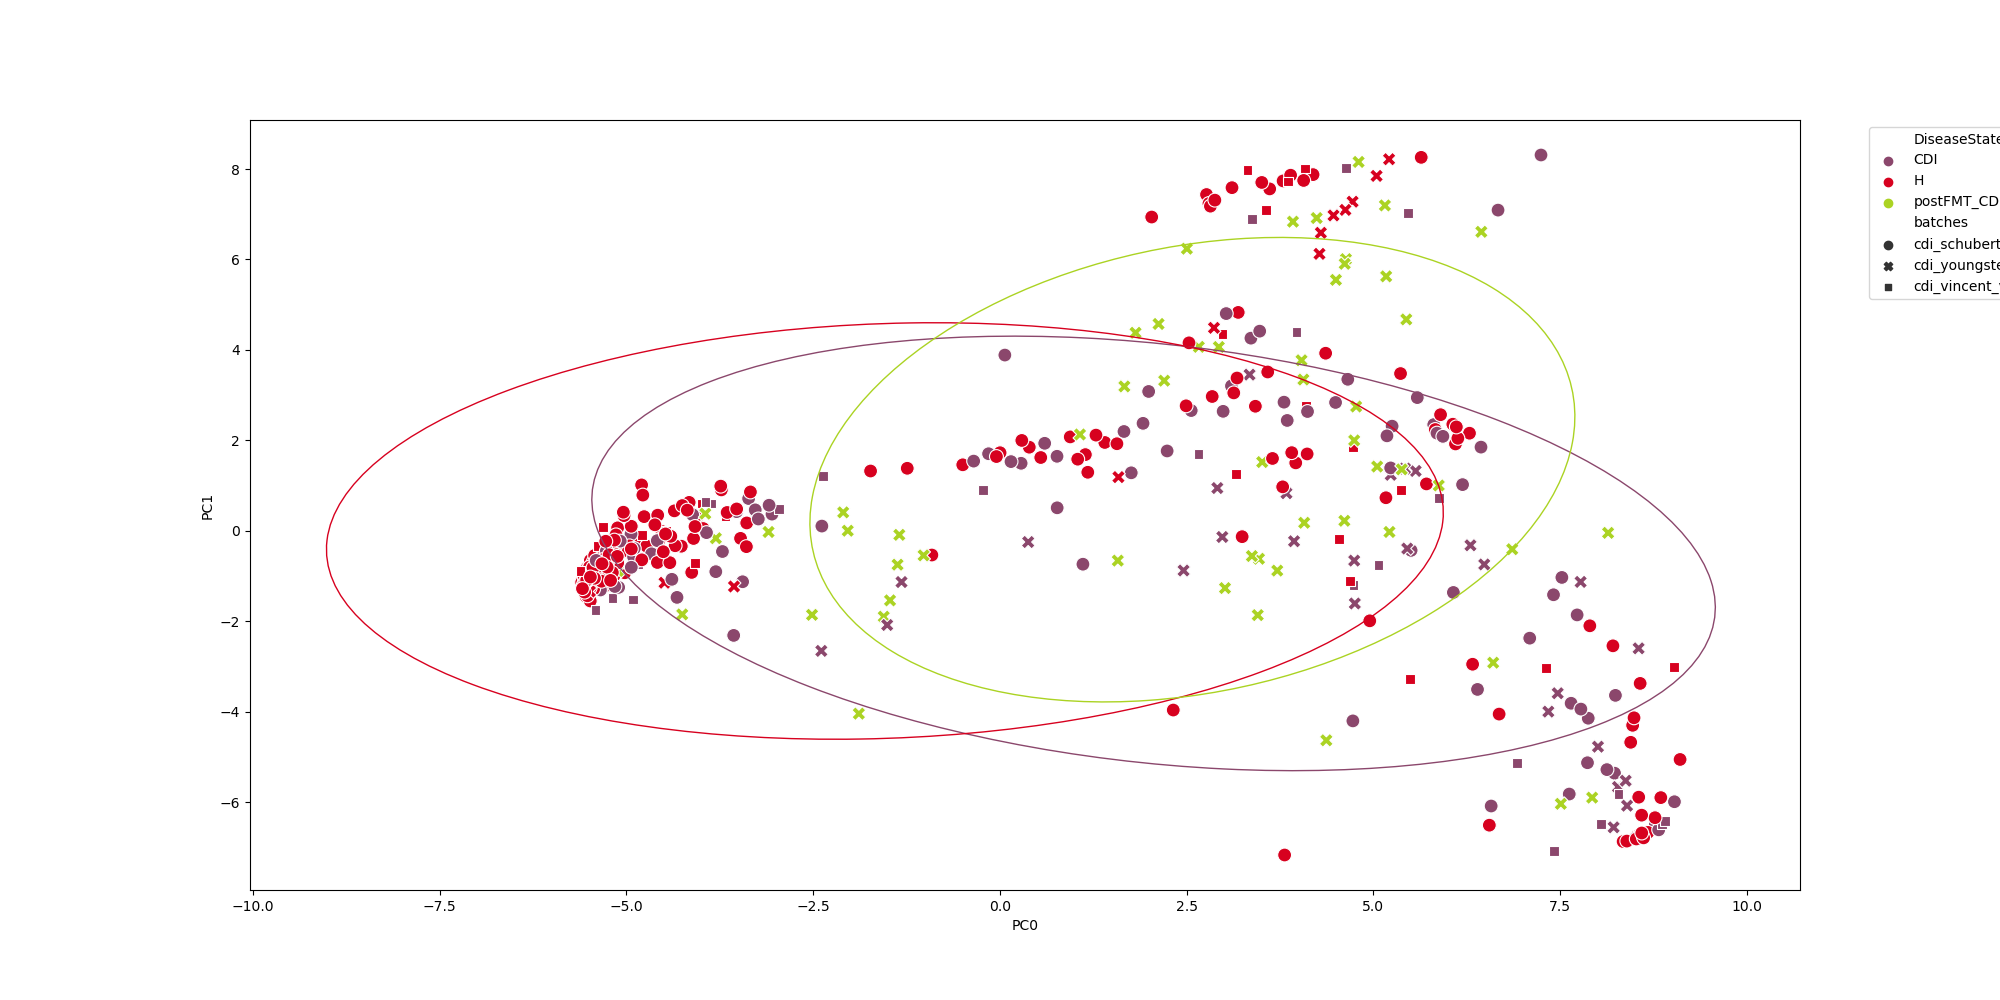 DiseaseState
CDI
H
postFMT_CD
batches
cdi_schubert
cdi_youngste
cdi_vincent_
8
6
4
2
0
−2
−4
−6
PC1
−10.0 −7.5 −5.0 −2.5 0.0 2.5 5.0 7.5 10.0
PC0